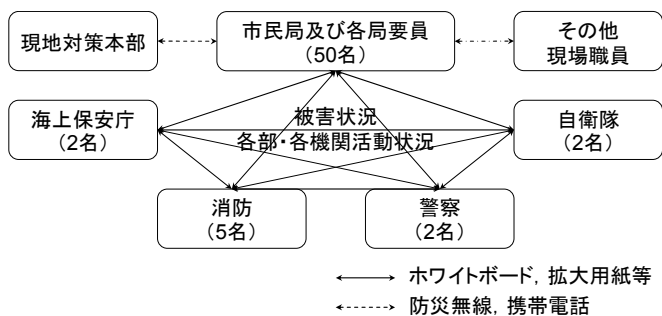 現地対策本部
市民局及び各局要員
(50名)
その他
現場職員
海上保安庁
(2名)
被害状況
各部・各機関活動状況
自衛隊
(2名)
消防
(5名)
警察
(2名)
ホワイトボード, 拡大用紙等
防災無線, 携帯電話